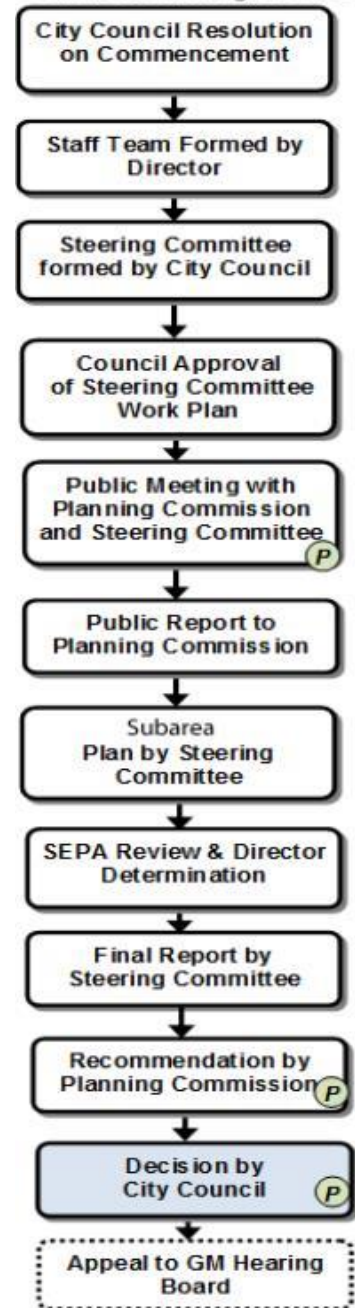 City Council Resolution
on Commencement
Staff Team Formed by
Director
Steering Committee
formed by City Council
Council Approval
of Steering Committee
Work Plan
Public Meeting with
Planning Commission
and Steering Committee
P
Public Report to
Planning Commission
Subarea
Plan by Steering
Committee
SEPA Review & Director
Determination
Final Report by
Steering Committee
Recommendation by
Planning Commission
P
Decision by
City Council
P
Appeal to GM Hearing
Board